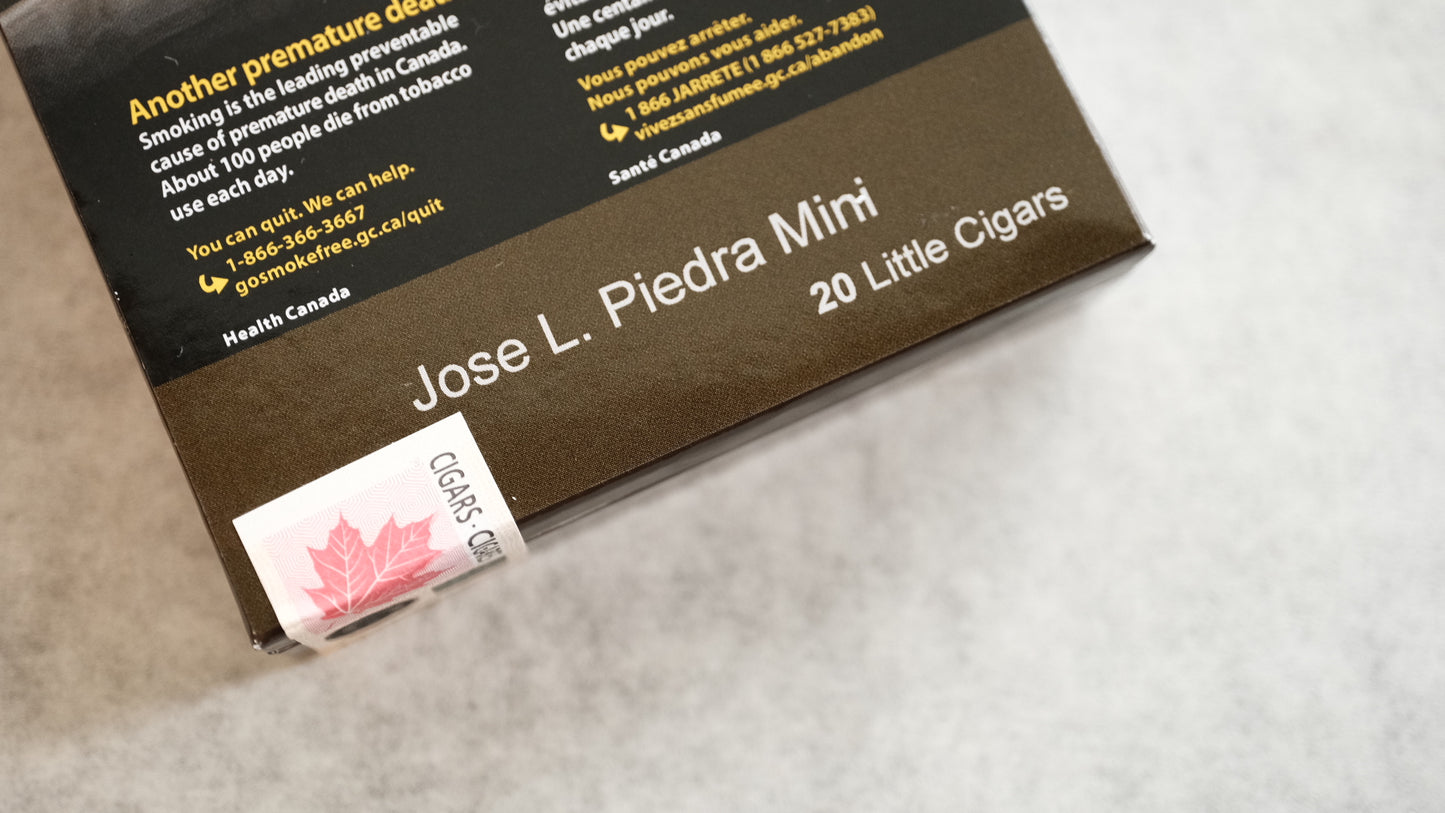 Another premature
Smoking is the leading preventable
cause of premature death in Canada.
About 100 people die from tobacco
use each day.
You can quit. We can help.
1-866-366-3667
gosmokefree.gc.ca/quit
Health Canada
Une
chaque jour.
Vous pouvez arrêter.
Nous pouvons vous aider.
1 866 JARRETE (1 866 527-7383)
vivezsansfumee.gc.ca/abandon
Santé Canada
Jose L. Piedra Mini
20 Little Cigars
CIGARS ·